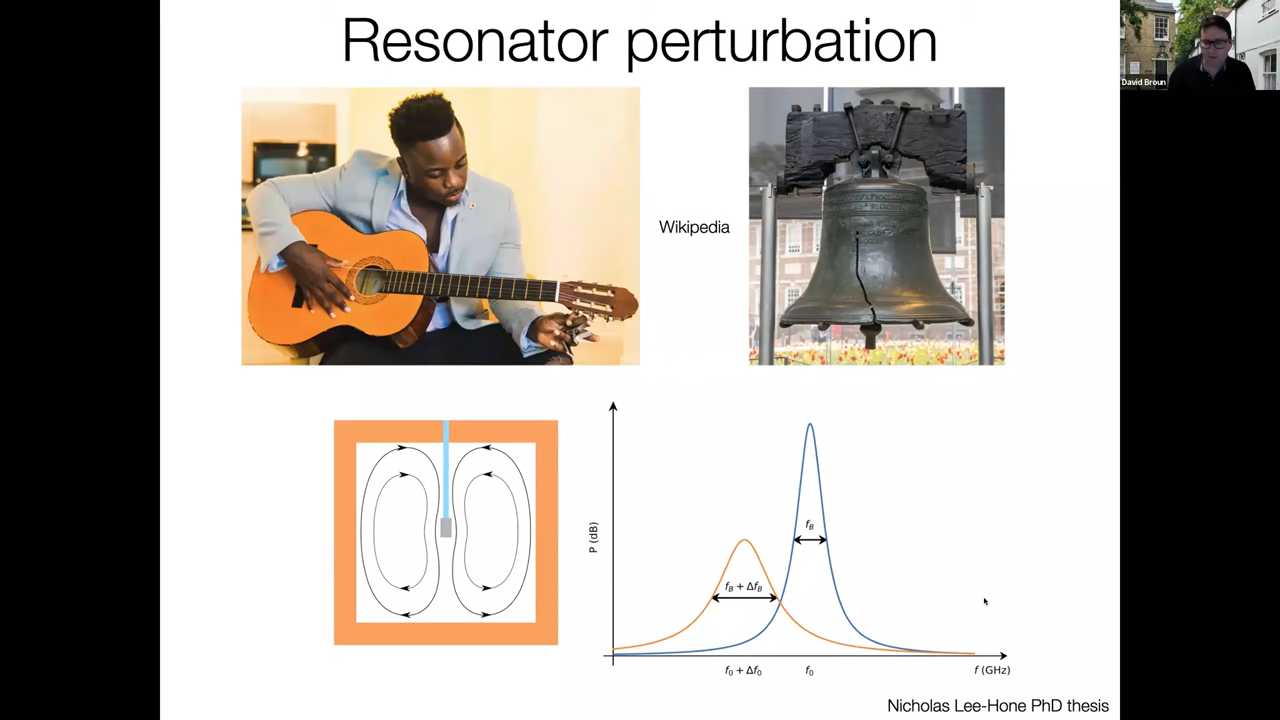 Resonator perturbation
David Broun
Wikipedia
P (dB)
f_B
f_B + Δf_B
f_0 + Δf_0
f_0
f (GHz)
Nicholas Lee-Hone PhD thesis